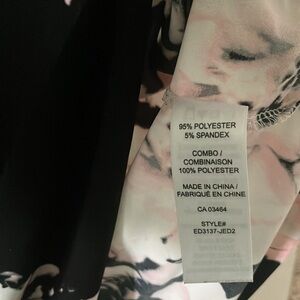 95% POLYESTER
5% SPANDEX
COMBO /
COMBINAISON
100% POLYESTER
MADE IN CHINA /
FABRIQUÉ EN CHINE
CA 03464
STYLE#
ED3137-JED2